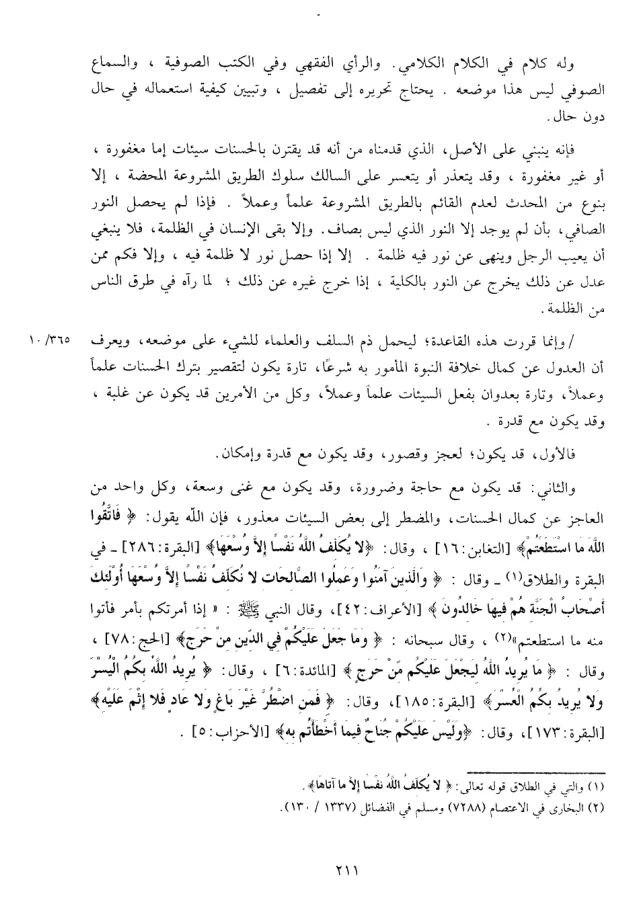 وله كلام في الكلام الكلامي. والرأي الفقهي وفي الكتب الصوفية ، والسماع
الصوفي ليس هذا موضعه . يحتاج تحريره إلى تفصيل ، وتبيين كيفية استعماله في حال
دون حال.
فإنه ينبني على الأصل، الذي قدمناه من أنه قد يقترن بالحسنات سيئات إما مغفورة ،
أو غير مغفورة ، وقد يتعذر أو يتعسر على السالك سلوك الطريق المشروعة المحضة ، إلا
بنوع من المحدث لعدم القائم بالطريق المشروعة علماً وعملاً . فإذا لم يحصل النور
الصافي، بأن لم يوجد إلا النور الذي ليس بصاف. وإلا بقى الإنسان في الظلمة، فلا ينبغي
أن يعيب الرجل وينهى عن نور فيه ظلمة . إلا إذا حصل نور لا ظلمة فيه ، وإلا فكم ممن
عدل عن ذلك يخرج عن النور بالكلية ، إذا خرج غيره عن ذلك ؛ لما رآه في طرق الناس
من الظلمة.
/ وإنما قررت هذه القاعدة؛ ليحمل ذم السلف والعلماء للشيء على موضعه، ويعرف ١٠/٣٦٥
أن العدول عن كمال خلافة النبوة المأمور به شرعًا، تارة يكون لتقصير بترك الحسنات علماً
وعملاً، وتارة بعدوان بفعل السيئات علماً وعملاً، وكل من الأمرين قد يكون عن غلبة ،
وقد يكون مع قدرة .
فالأول، قد يكون؛ لعجز وقصور، وقد يكون مع قدرة وإمكان.
والثاني: قد يكون مع حاجة وضرورة، وقد يكون مع غنى وسعة، وكل واحد من
العاجز عن كمال الحسنات، والمضطر إلى بعض السيئات معذور، فإن اللّه يقول: ﴿ فَاتَّقُوا
اللَّهَ مَا اسْتَطَعْتُمْ﴾ [التغابن:١٦] ، وقال: ﴿لا يُكَلِّفُ اللَّهُ نَفْسًا إِلاَّ وُسْعَهَا﴾ [البقرة:٢٨٦] ـ في
البقرة والطلاق(١) ـ وقال : ﴿ وَالَّذِينَ آمَنُوا وَعَمِلُوا الصَّالِحَاتِ لا نُكَلِّفُ نَفْسًا إِلاَّ وُسْعَهَا أُوْلَئِكَ
أَصْحَابُ الْجَنَّةِ هُمْ فِيهَا خَالِدُونَ ﴾ [الأعراف:٤٢]، وقال النبي ﷺ : « إذا أمرتكم بأمر فأتوا
منه ما استطعتم»(٢) ، وقال سبحانه : ﴿ وَمَا جَعَلَ عَلَيْكُمْ فِي الدِّينِ مِنْ حَرَجٍ﴾ [الحج:٧٨] ،
وقال : ﴿ مَا يُرِيدُ اللَّهُ لِيَجْعَلَ عَلَيْكُم مِّنْ حَرَجٍ ﴾ [المائدة:٦] ، وقال: ﴿ يُرِيدُ اللَّهُ بِكُمُ الْيُسْرَ
وَلا يُرِيدُ بِكُمُ الْعُسْرَ﴾ [البقرة:١٨٥]، وقال: ﴿ فَمَنِ اضْطُرَّ غَيْرَ بَاغٍ وَلا عَادٍ فَلا إِثْمَ عَلَيْهِ﴾
[البقرة:١٧٣]، وقال: ﴿وَلَيْسَ عَلَيْكُمْ جُنَاحٌ فِيمَا أَخْطَأْتُم بِهِ﴾ [الأحزاب:٥] .
(١) والتي في الطلاق قوله تعالى: ﴿ لا يُكَلِّفُ اللَّهُ نَفْسًا إِلاَّ مَا آتَاهَا﴾.
(٢) البخارى في الاعتصام (٧٢٨٨) ومسلم في الفضائل (١٣٣٧ / ١٣٠).
٢١١